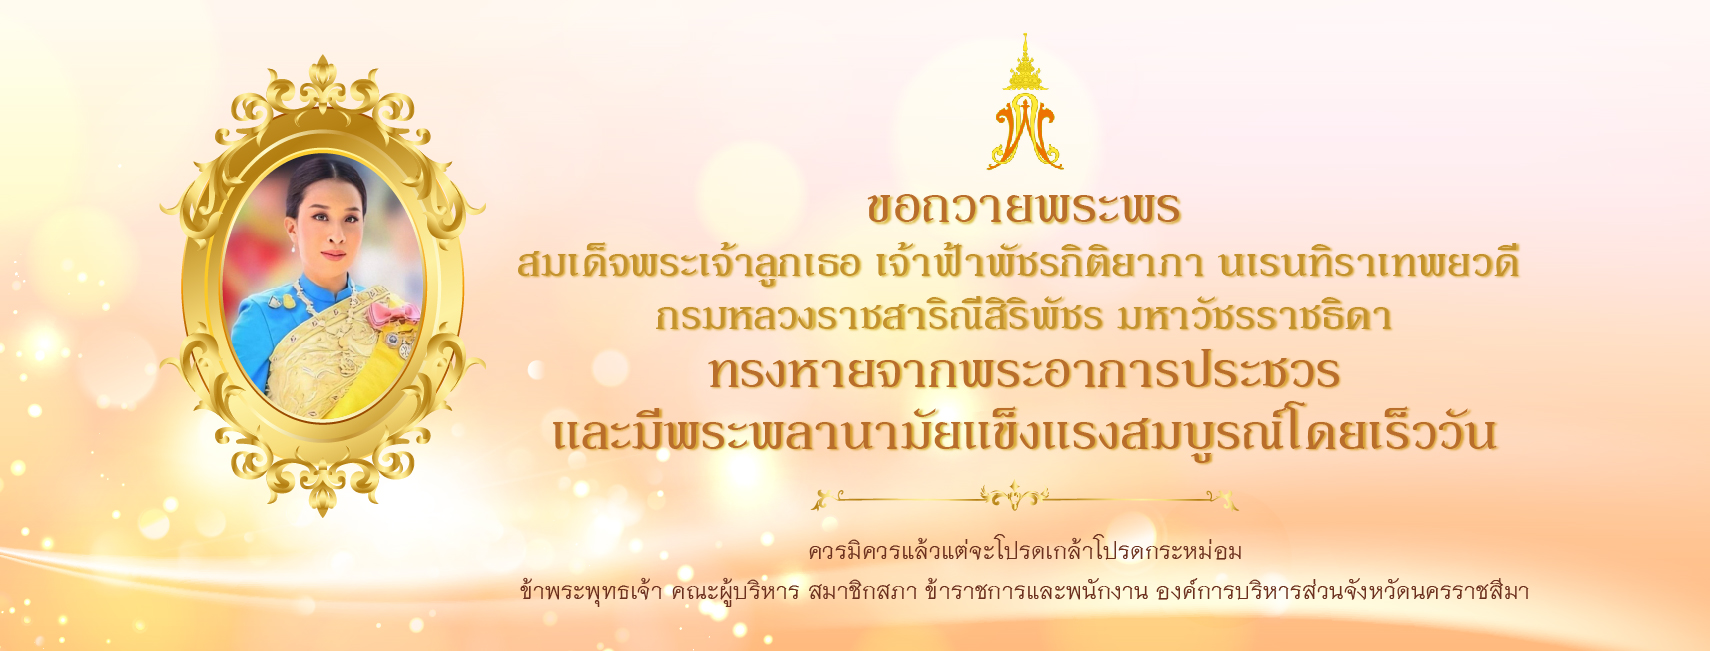 ขอถวายพระพร
สมเด็จพระเจ้าลูกเธอ เจ้าฟ้าพัชรกิติยาภา นเรนทิราเทพยวดี
กรมหลวงราชสาริณีสิริพัชร มหาวัชรราชธิดา
ทรงหายจากพระอาการประชวร
และมีพระพลานามัยแข็งแรงสมบูรณ์โดยเร็ววัน
ควรมิควรแล้วแต่จะโปรดเกล้าโปรดกระหม่อม
ข้าพระพุทธเจ้า คณะผู้บริหาร สมาชิกสภา ข้าราชการและพนักงาน องค์การบริหารส่วนจังหวัดนครราชสีมา